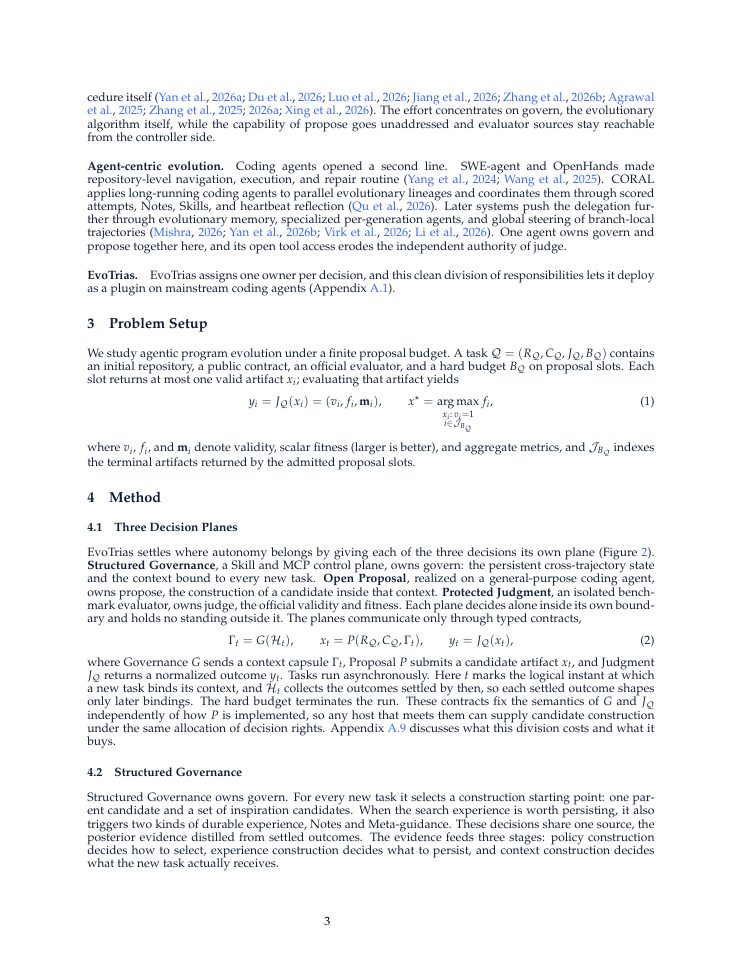 cedure itself (Yan et al., 2026a; Du et al., 2026; Luo et al., 2026; Jiang et al., 2026; Zhang et al., 2026b; Agrawal
et al., 2025; Zhang et al., 2025; 2026a; Xing et al., 2026). The effort concentrates on govern, the evolutionary
algorithm itself, while the capability of propose goes unaddressed and evaluator sources stay reachable
from the controller side.
Agent-centric evolution. Coding agents opened a second line. SWE-agent and OpenHands made
repository-level navigation, execution, and repair routine (Yang et al., 2024; Wang et al., 2025). CORAL
applies long-running coding agents to parallel evolutionary lineages and coordinates them through scored
attempts, Notes, Skills, and heartbeat reflection (Qu et al., 2026). Later systems push the delegation fur-
ther through evolutionary memory, specialized per-generation agents, and global steering of branch-local
trajectories (Mishra, 2026; Yan et al., 2026b; Virk et al., 2026; Li et al., 2026). One agent owns govern and
propose together here, and its open tool access erodes the independent authority of judge.
EvoTrias. EvoTrias assigns one owner per decision, and this clean division of responsibilities lets it deploy
as a plugin on mainstream coding agents (Appendix A.1).
3 Problem Setup
We study agentic program evolution under a finite proposal budget. A task 𝒬 = (R_𝒬, C_𝒬, J_𝒬, B_𝒬) contains
an initial repository, a public contract, an official evaluator, and a hard budget B_𝒬 on proposal slots. Each
slot returns at most one valid artifact x_i; evaluating that artifact yields
y_i = J_𝒬(x_i) = (v_i, f_i, m_i), x⋆ = arg max_{x_i: v_i=1, i∈𝒥_{B_𝒬}} f_i, (1)
where v_i, f_i, and m_i denote validity, scalar fitness (larger is better), and aggregate metrics, and 𝒥_{B_𝒬} indexes
the terminal artifacts returned by the admitted proposal slots.
4 Method
4.1 Three Decision Planes
EvoTrias settles where autonomy belongs by giving each of the three decisions its own plane (Figure 2).
Structured Governance, a Skill and MCP control plane, owns govern: the persistent cross-trajectory state
and the context bound to every new task. Open Proposal, realized on a general-purpose coding agent,
owns propose, the construction of a candidate inside that context. Protected Judgment, an isolated bench-
mark evaluator, owns judge, the official validity and fitness. Each plane decides alone inside its own bound-
ary and holds no standing outside it. The planes communicate only through typed contracts,
Γ_t = G(ℋ_t), x_t = P(R_𝒬, C_𝒬, Γ_t), y_t = J_𝒬(x_t), (2)
where Governance G sends a context capsule Γ_t, Proposal P submits a candidate artifact x_t, and Judgment
J_𝒬 returns a normalized outcome y_t. Tasks run asynchronously. Here t marks the logical instant at which
a new task binds its context, and ℋ_t collects the outcomes settled by then, so each settled outcome shapes
only later bindings. The hard budget terminates the run. These contracts fix the semantics of G and J_𝒬
independently of how P is implemented, so any host that meets them can supply candidate construction
under the same allocation of decision rights. Appendix A.9 discusses what this division costs and what it
buys.
4.2 Structured Governance
Structured Governance owns govern. For every new task it selects a construction starting point: one par-
ent candidate and a set of inspiration candidates. When the search experience is worth persisting, it also
triggers two kinds of durable experience, Notes and Meta-guidance. These decisions share one source, the
posterior evidence distilled from settled outcomes. The evidence feeds three stages: policy construction
decides how to select, experience construction decides what to persist, and context construction decides
what the new task actually receives.
3